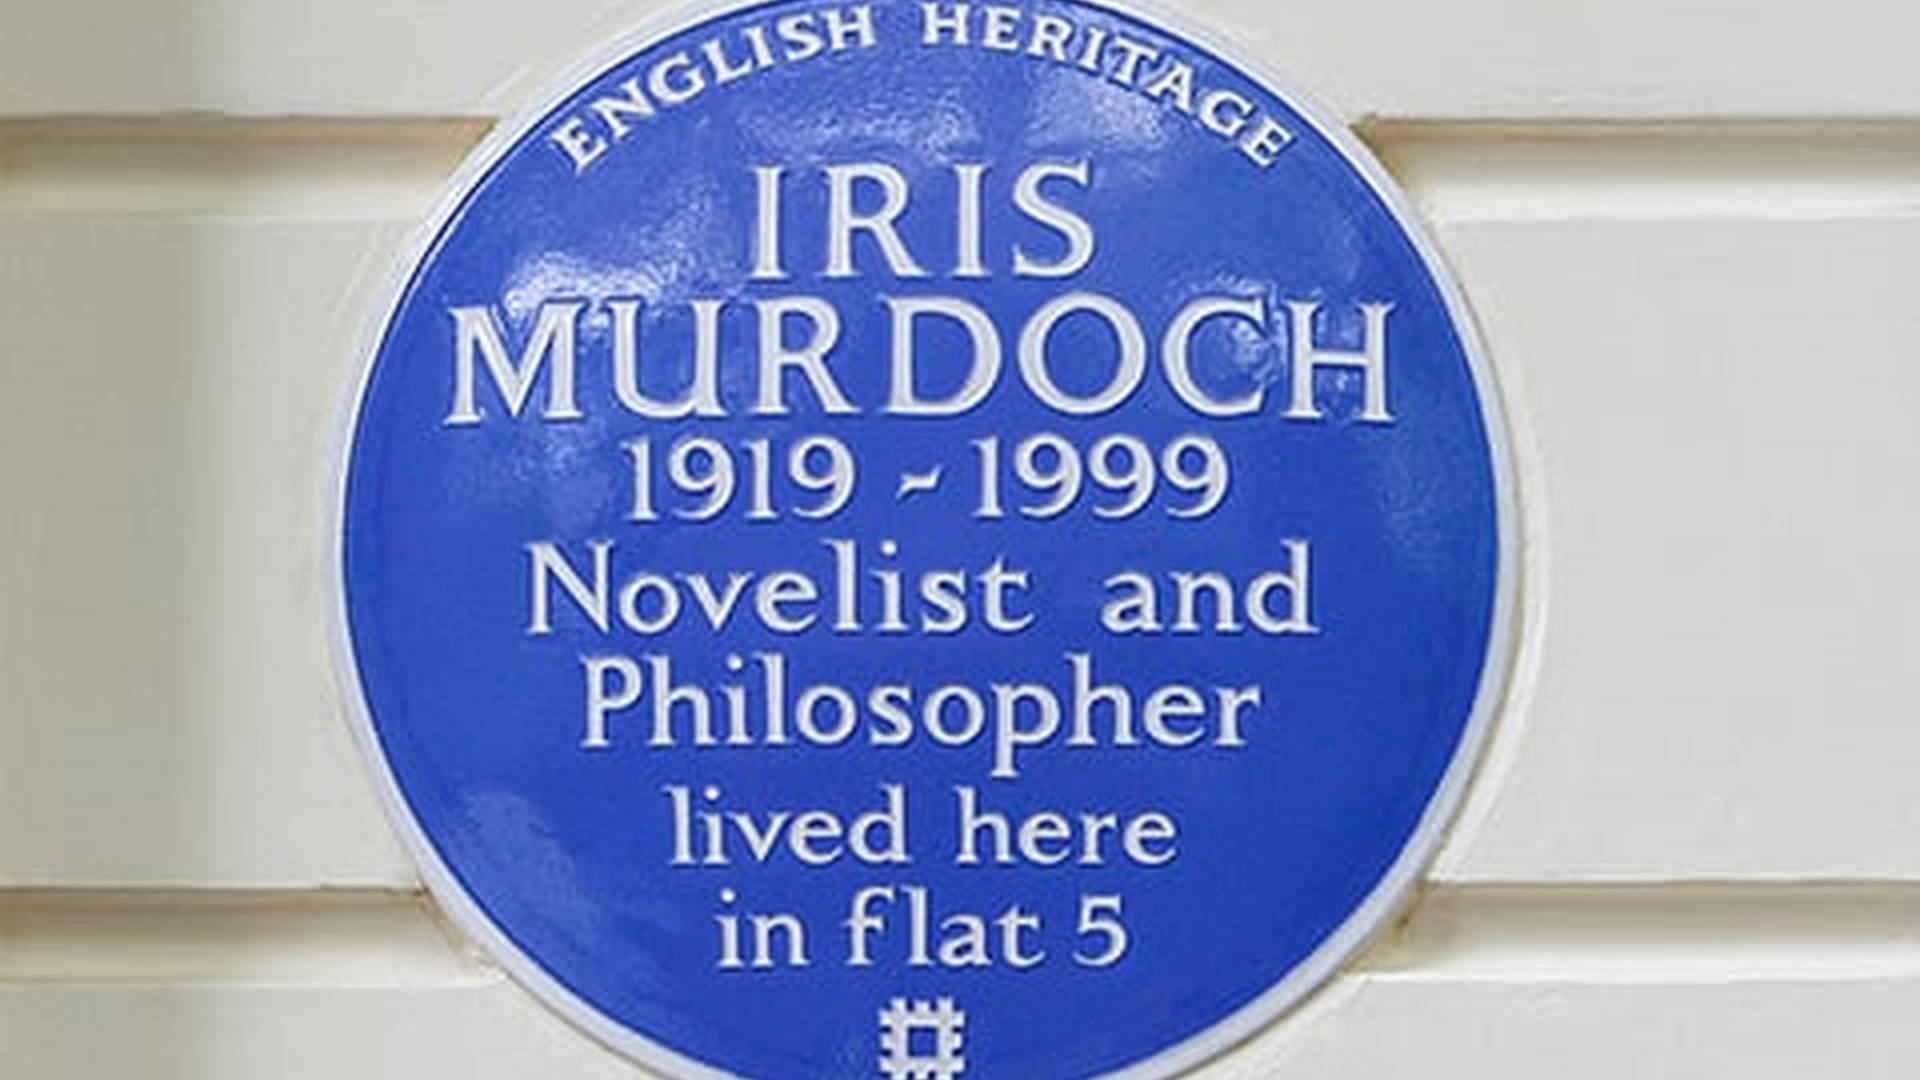 ENGLISH HERITAGE
IRIS
MURDOCH
1919 - 1999
Novelist and
Philosopher
lived here
in flat 5